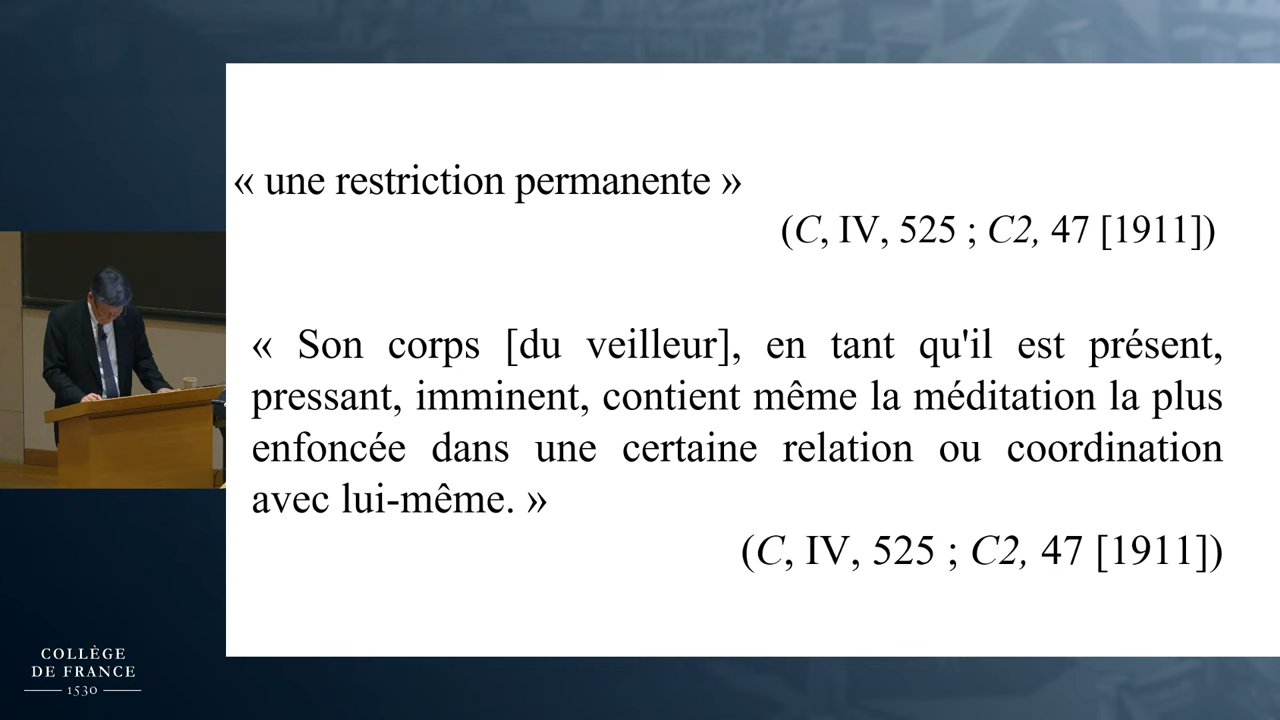 « une restriction permanente »
(C, IV, 525 ; C2, 47 [1911])
« Son corps [du veilleur], en tant qu'il est présent,
pressant, imminent, contient même la méditation la plus
enfoncée dans une certaine relation ou coordination
avec lui-même. »
(C, IV, 525 ; C2, 47 [1911])
COLLÈGE
DE FRANCE
1530